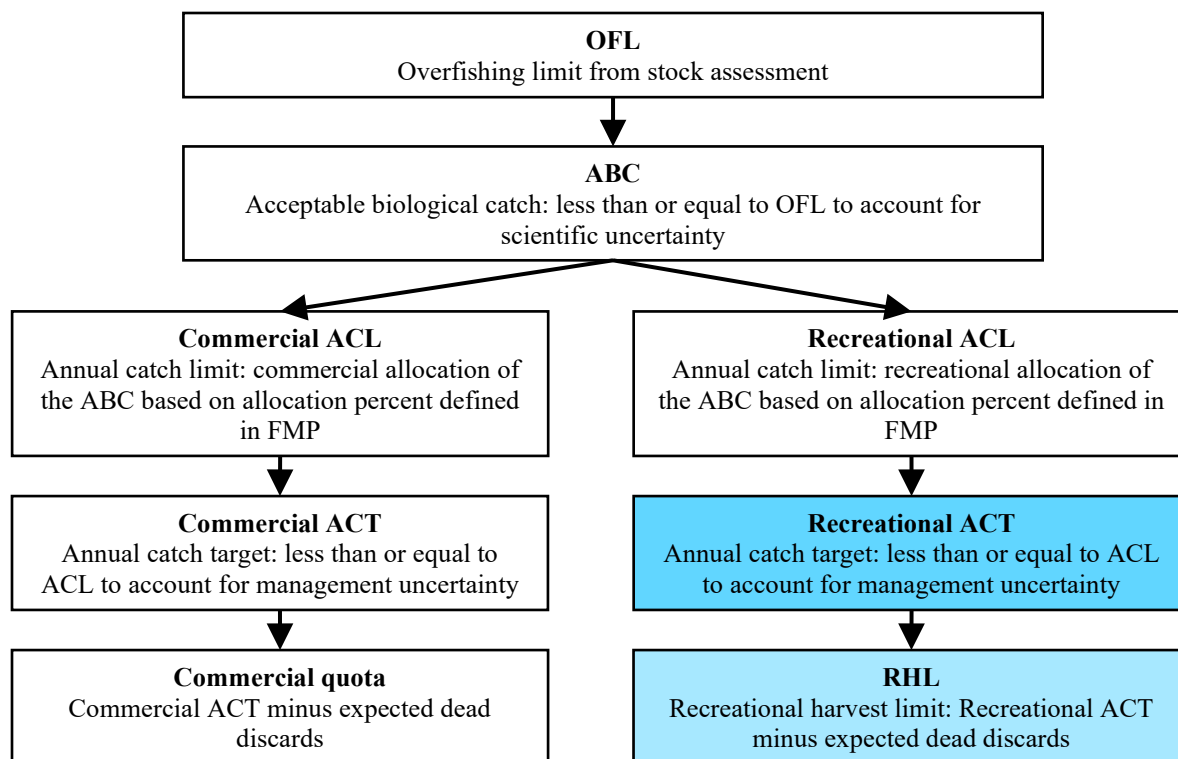 OFL
Overfishing limit from stock assessment
ABC
Acceptable biological catch: less than or equal to OFL to account for
scientific uncertainty
Commercial ACL
Annual catch limit: commercial allocation of
the ABC based on allocation percent defined
in FMP
Recreational ACL
Annual catch limit: recreational allocation of
the ABC based on allocation percent defined in
FMP
Commercial ACT
Annual catch target: less than or equal to
ACL to account for management uncertainty
Recreational ACT
Annual catch target: less than or equal to ACL
to account for management uncertainty
Commercial quota
Commercial ACT minus expected dead
discards
RHL
Recreational harvest limit: Recreational ACT
minus expected dead discards